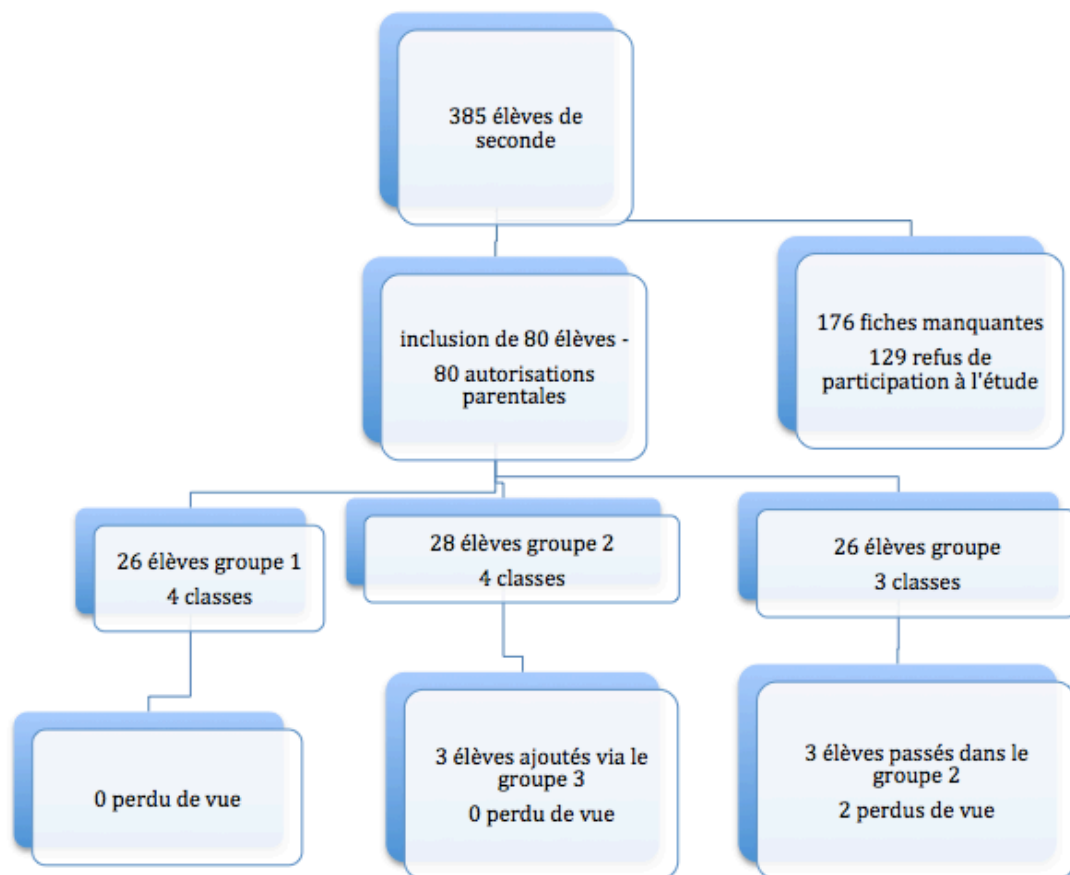 385 élèves de
seconde
inclusion de 80 élèves -
80 autorisations
parentales
176 fiches manquantes
129 refus de
participation à l'étude
26 élèves groupe 1
4 classes
28 élèves groupe 2
4 classes
26 élèves groupe
3 classes
0 perdu de vue
3 élèves ajoutés via le
groupe 3
0 perdu de vue
3 élèves passés dans le
groupe 2
2 perdus de vue